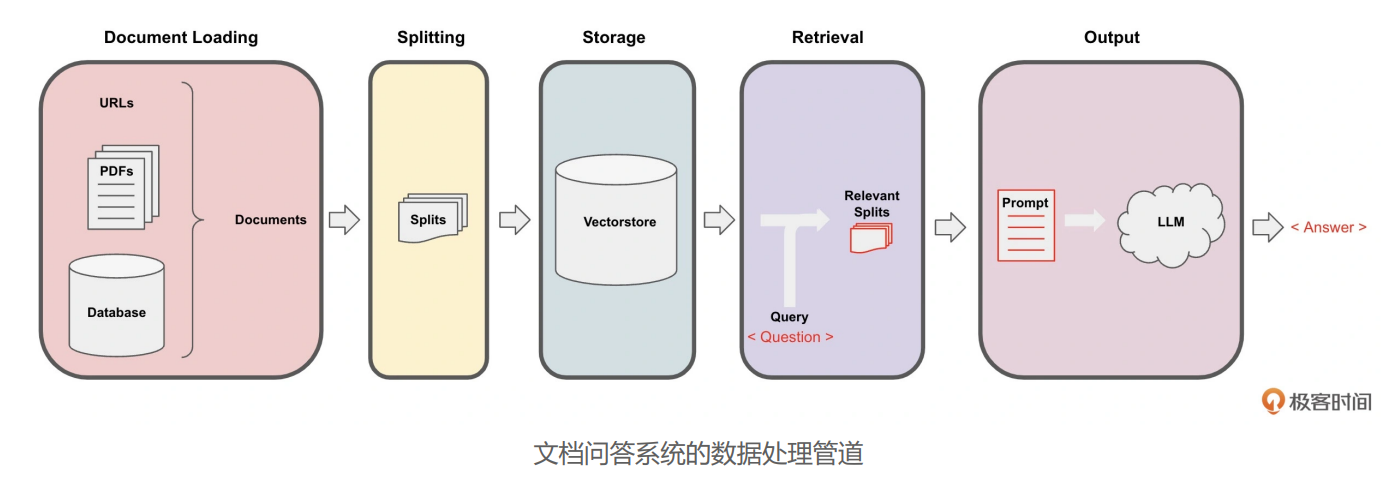 Document Loading
Splitting
Storage
Retrieval
Output
URLs
PDFs
Documents
Database
Splits
Vectorstore
Relevant
Splits
Query
< Question >
Prompt
LLM
< Answer >
极客时间
文档问答系统的数据处理管道